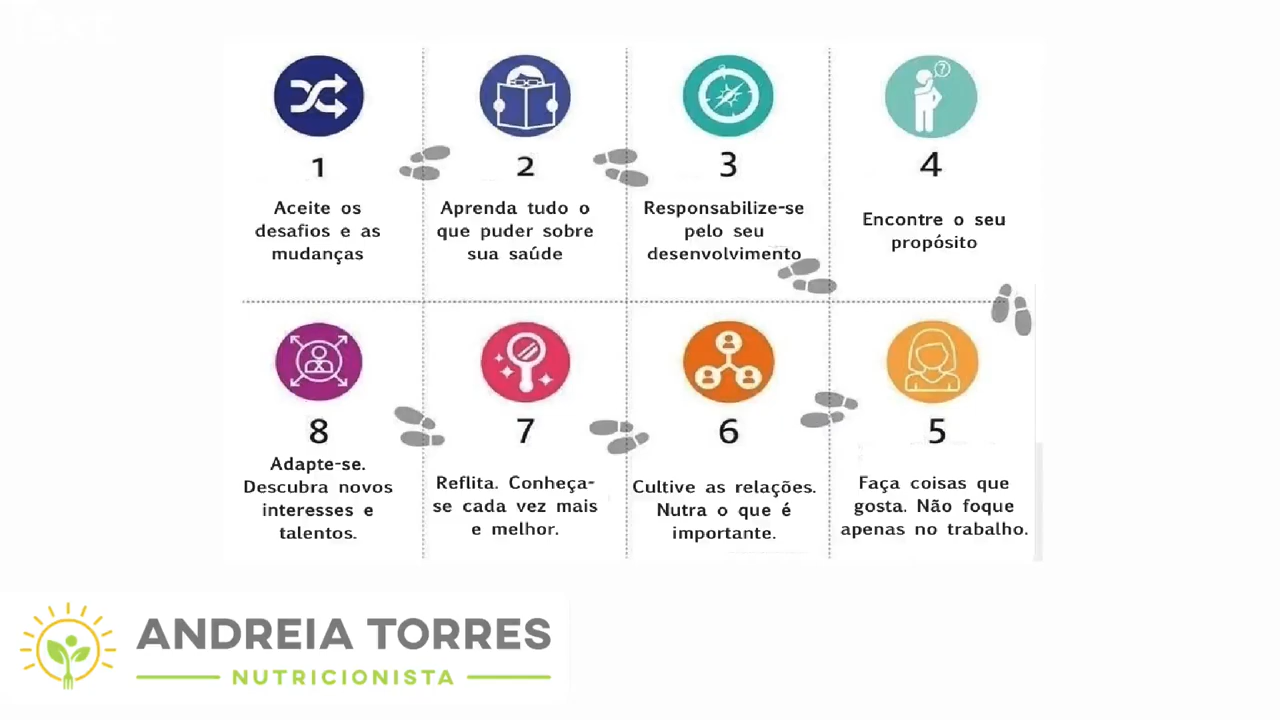 1
Aceite os
desafios e as
mudanças
2
Aprenda tudo o
que puder sobre
sua saúde
3
Responsabilize-se
pelo seu
desenvolvimento
?
4
Encontre o seu
propósito
5
Faça coisas que
gosta. Não foque
apenas no trabalho.
6
Cultive as relações.
Nutra o que é
importante.
7
Reflita. Conheça-
se cada vez mais
e melhor.
8
Adapte-se.
Descubra novos
interesses e
talentos.
ANDREIA TORRES
NUTRICIONISTA